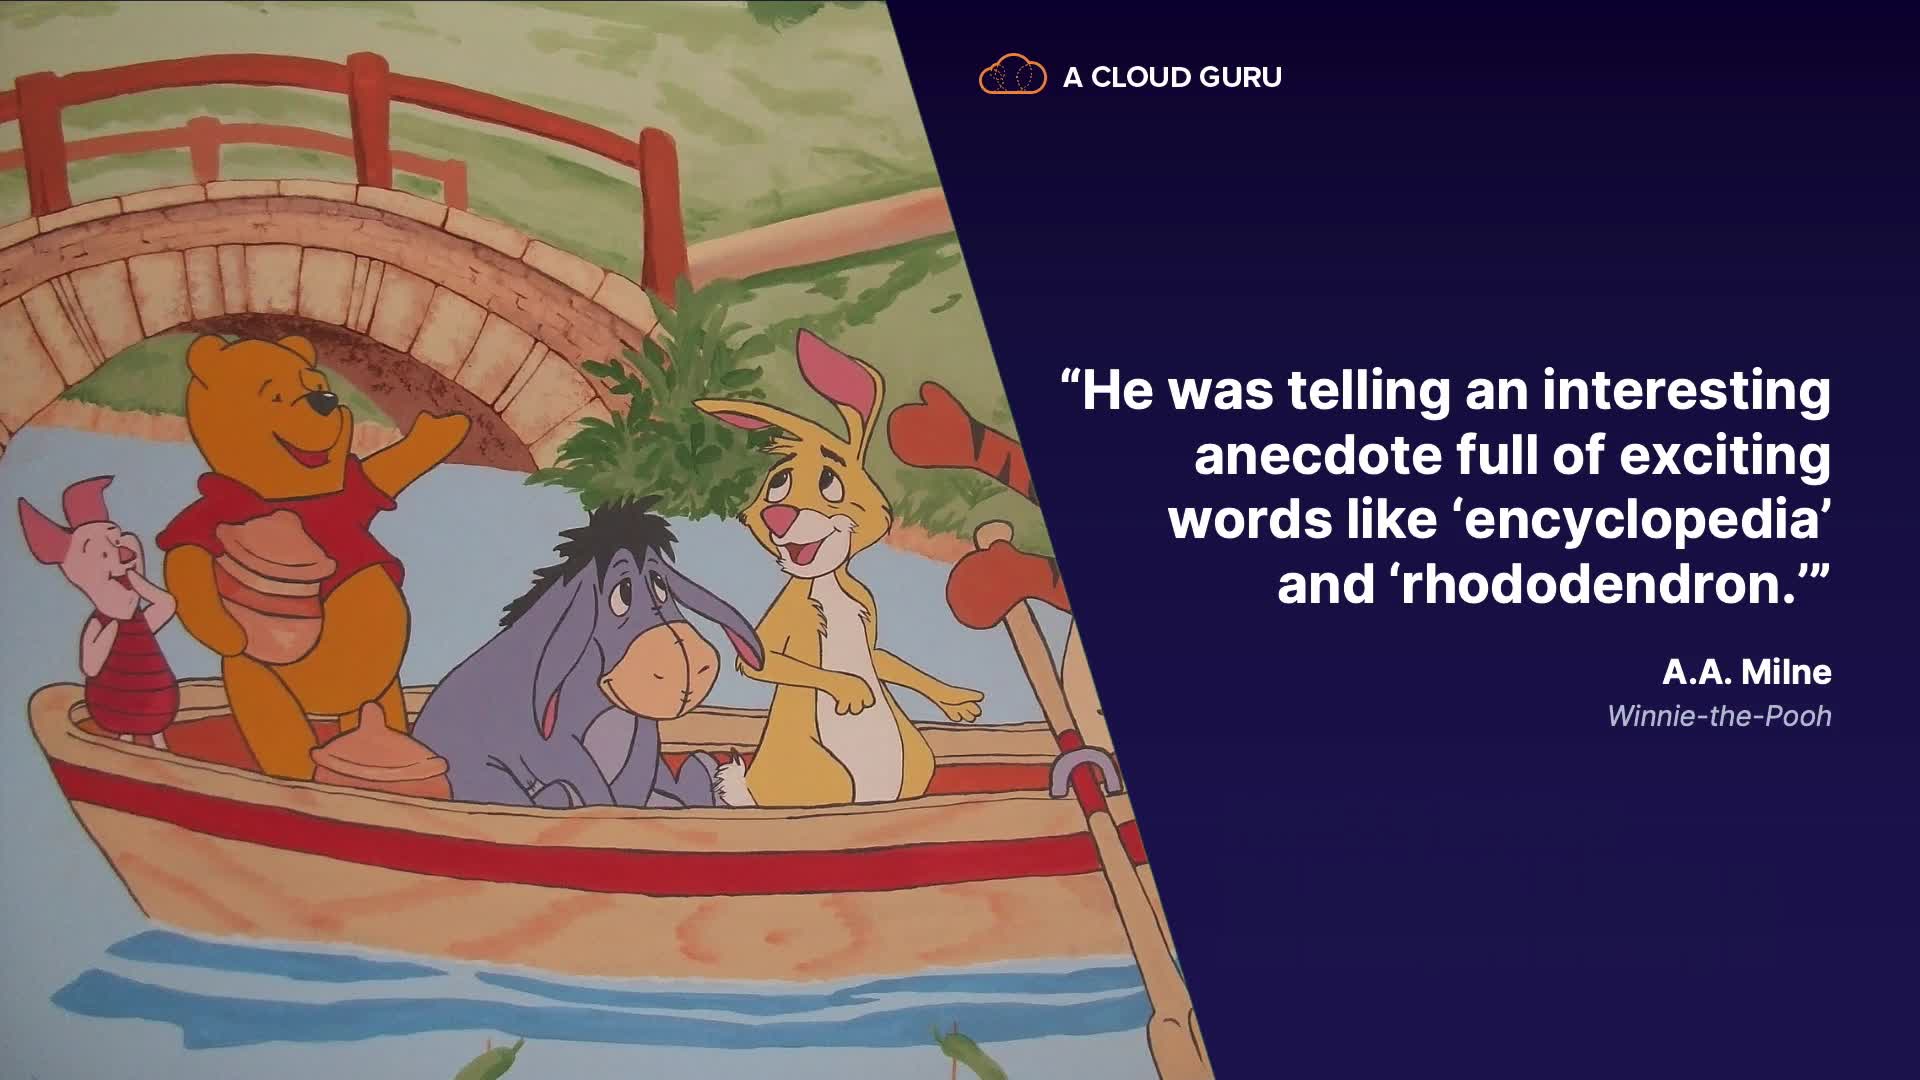 A CLOUD GURU
“He was telling an interesting
anecdote full of exciting
words like ‘encyclopedia’
and ‘rhododendron.’”
A.A. Milne
Winnie-the-Pooh